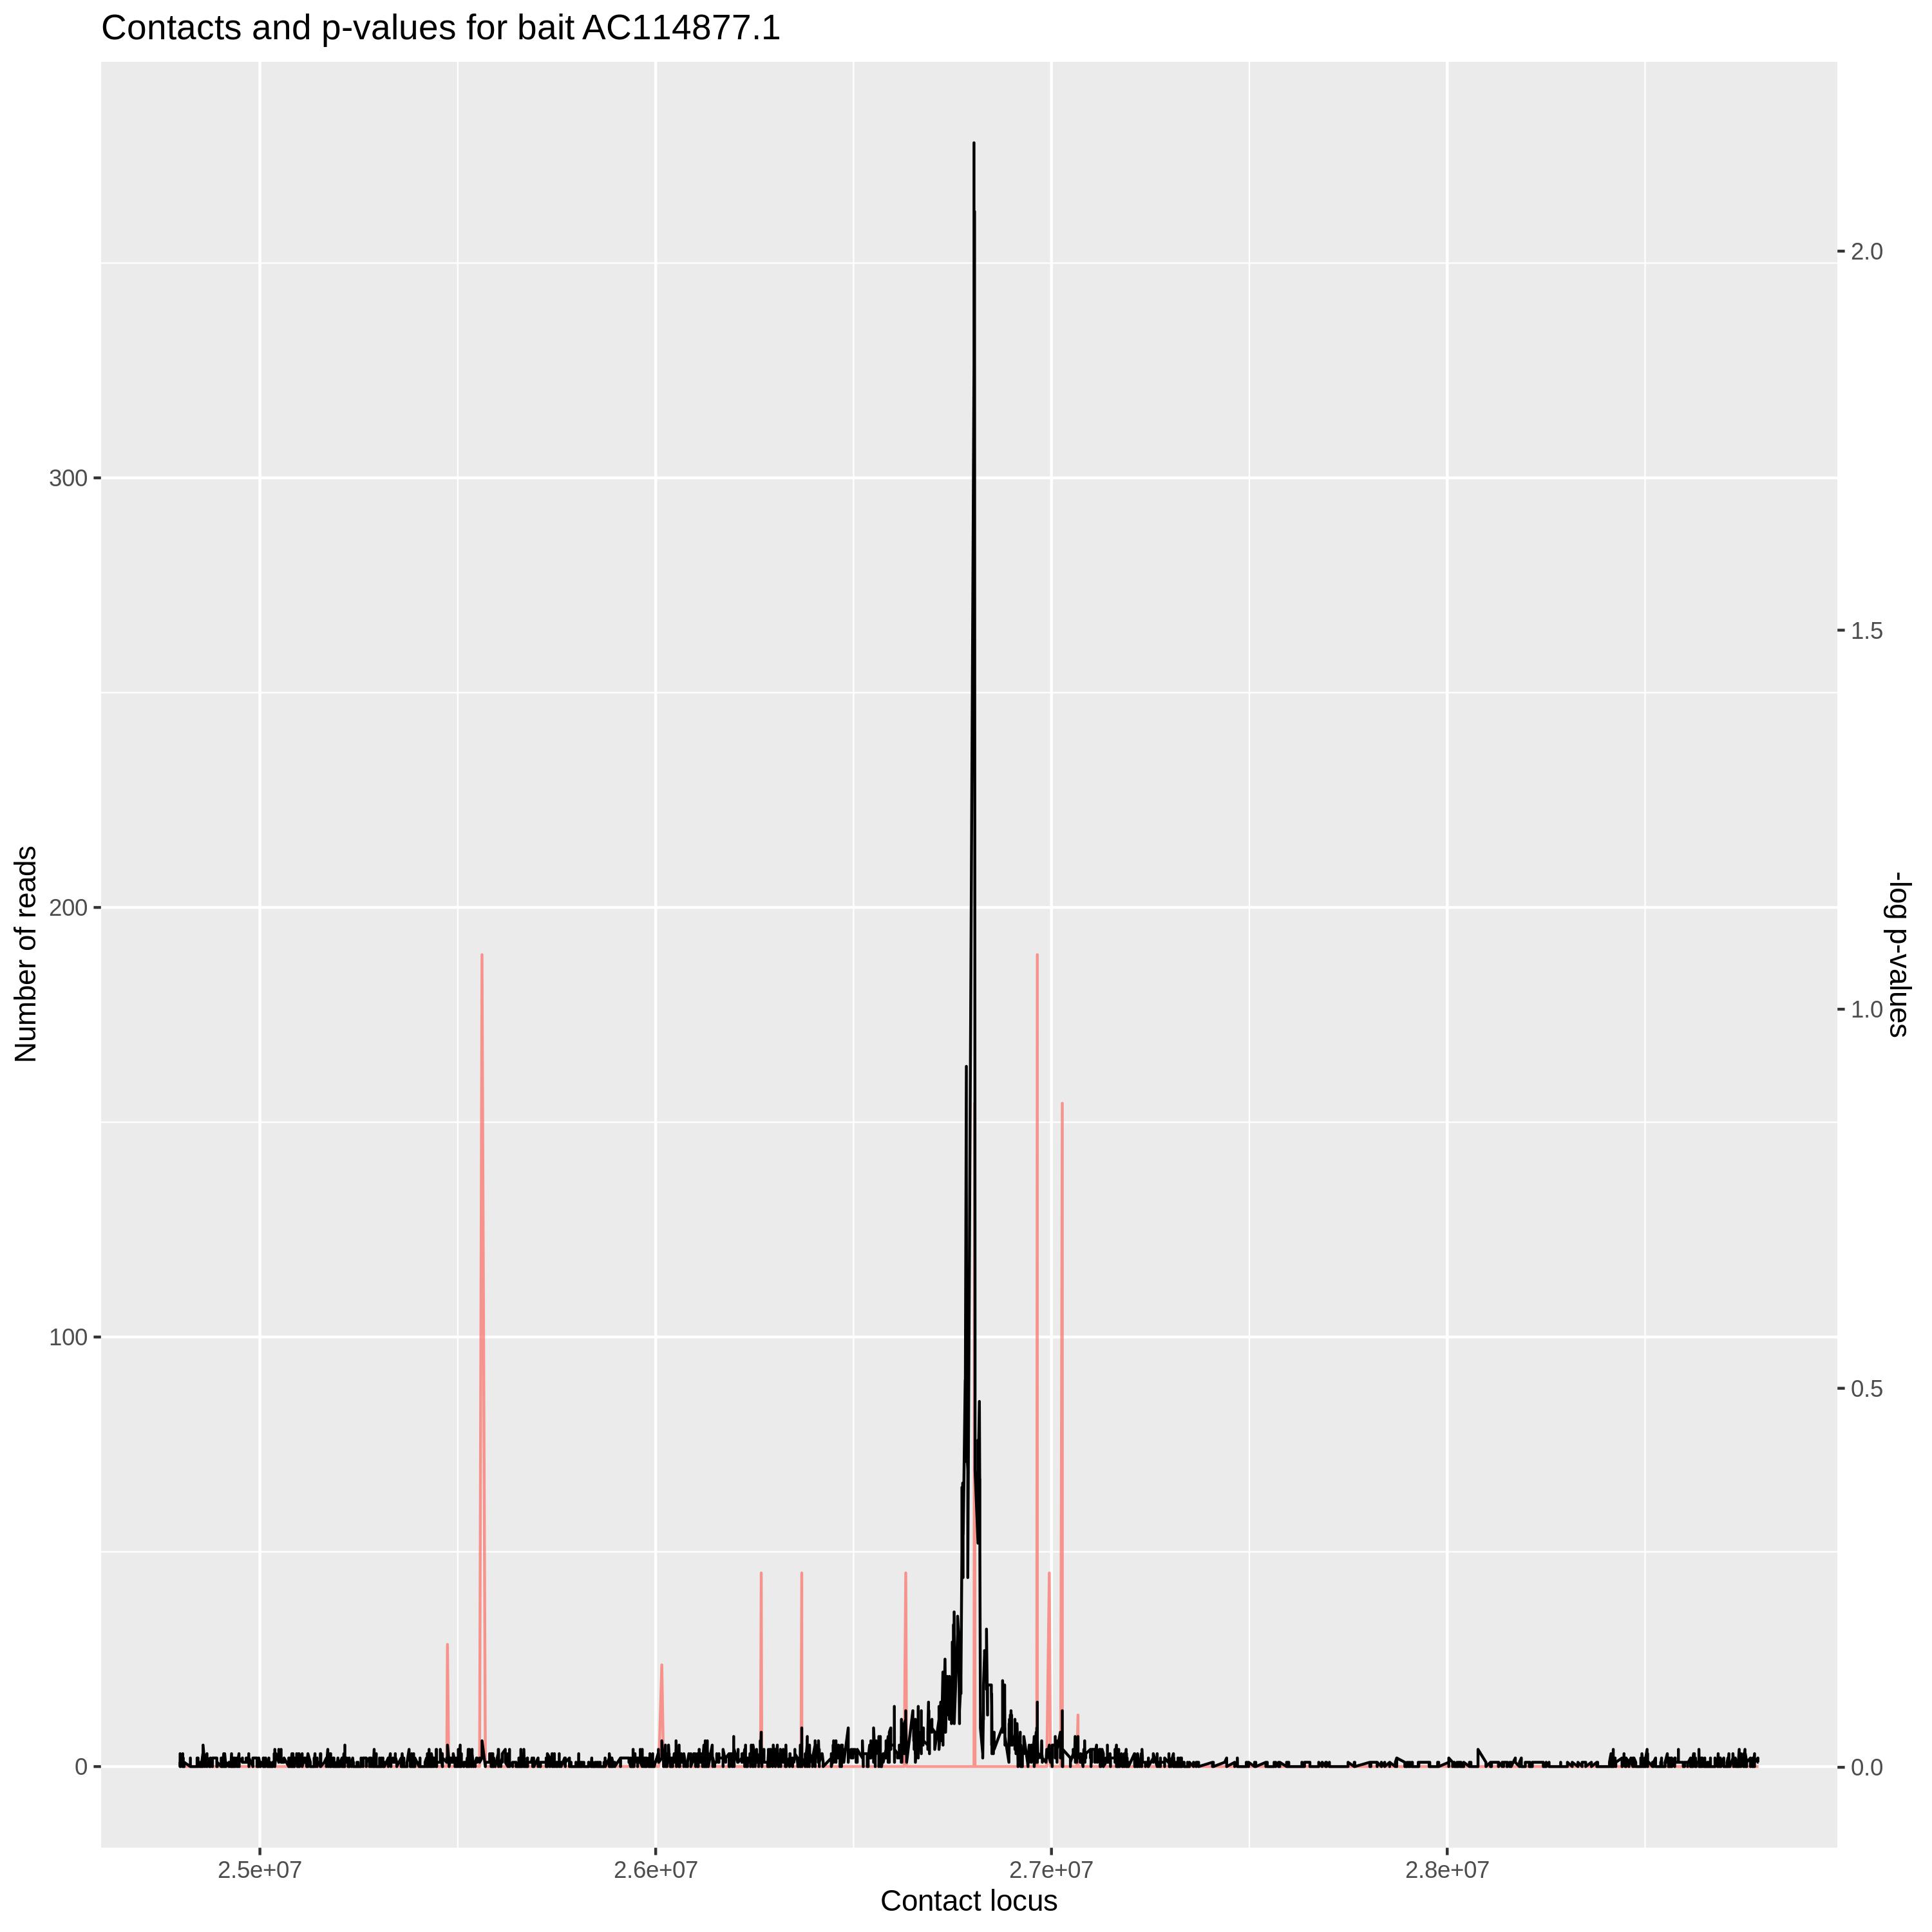 Contacts and p-values for bait AC114877.1
Number of reads
300
200
100
0
2.0
1.5
1.0
0.5
0.0
-log p-values
2.5e+07 2.6e+07 2.7e+07 2.8e+07
Contact locus